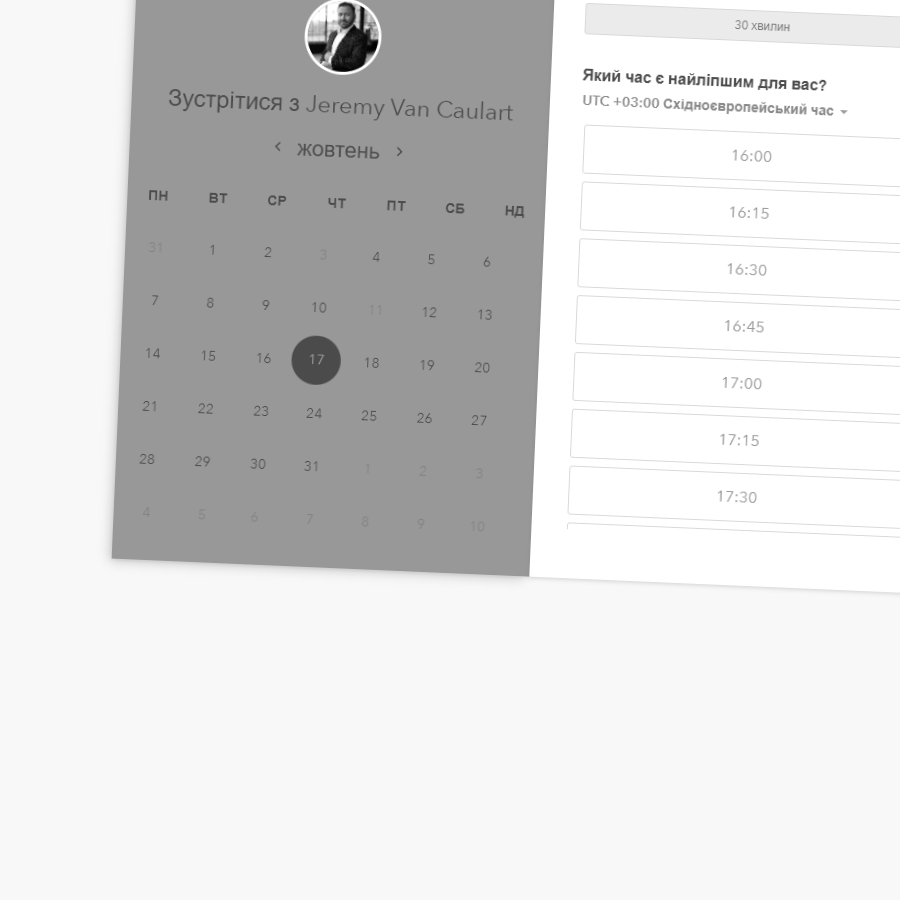 Зустрітися з Jeremy Van Caulart
жовтень
ПН ВТ СР ЧТ ПТ СБ НД
31 1 2 3 4 5 6
7 8 9 10 11 12 13
14 15 16 17 18 19 20
21 22 23 24 25 26 27
28 29 30 31 1 2 3
4 5 6 7 8 9 10
30 хвилин
Який час є найліпшим для вас?
UTC +03:00 Східноєвропейський час
16:00
16:15
16:30
16:45
17:00
17:15
17:30